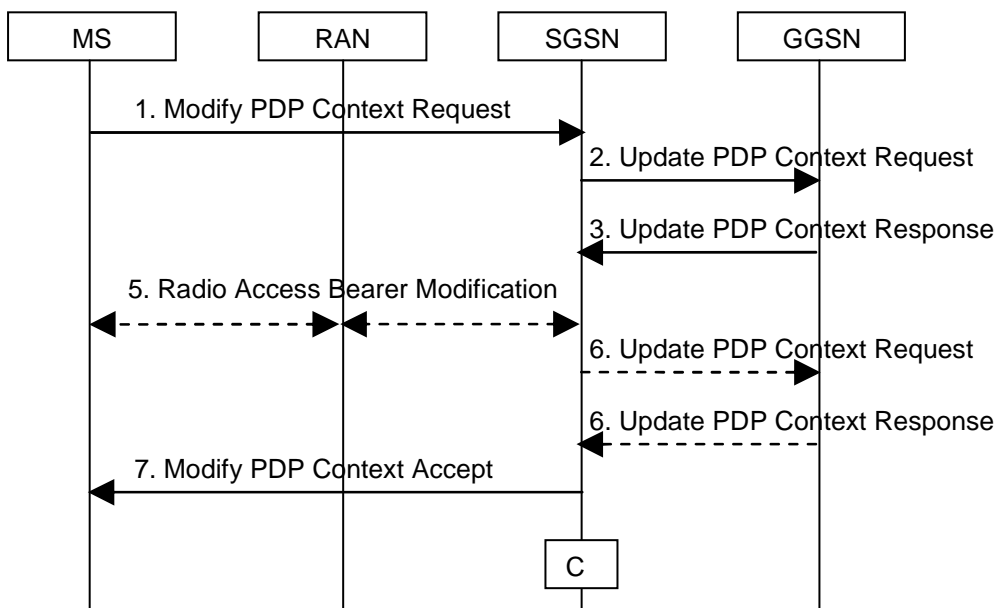 MS
RAN
SGSN
GGSN
1. Modify PDP Context Request
2. Update PDP Context Request
3. Update PDP Context Response
5. Radio Access Bearer Modification
6. Update PDP Context Request
6. Update PDP Context Response
7. Modify PDP Context Accept
C